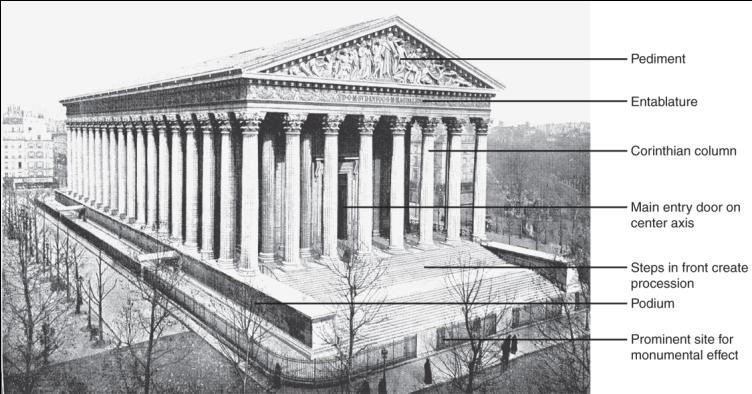 Pediment
Entablature
Corinthian column
Main entry door on
center axis
Steps in front create
procession
Podium
Prominent site for
monumental effect